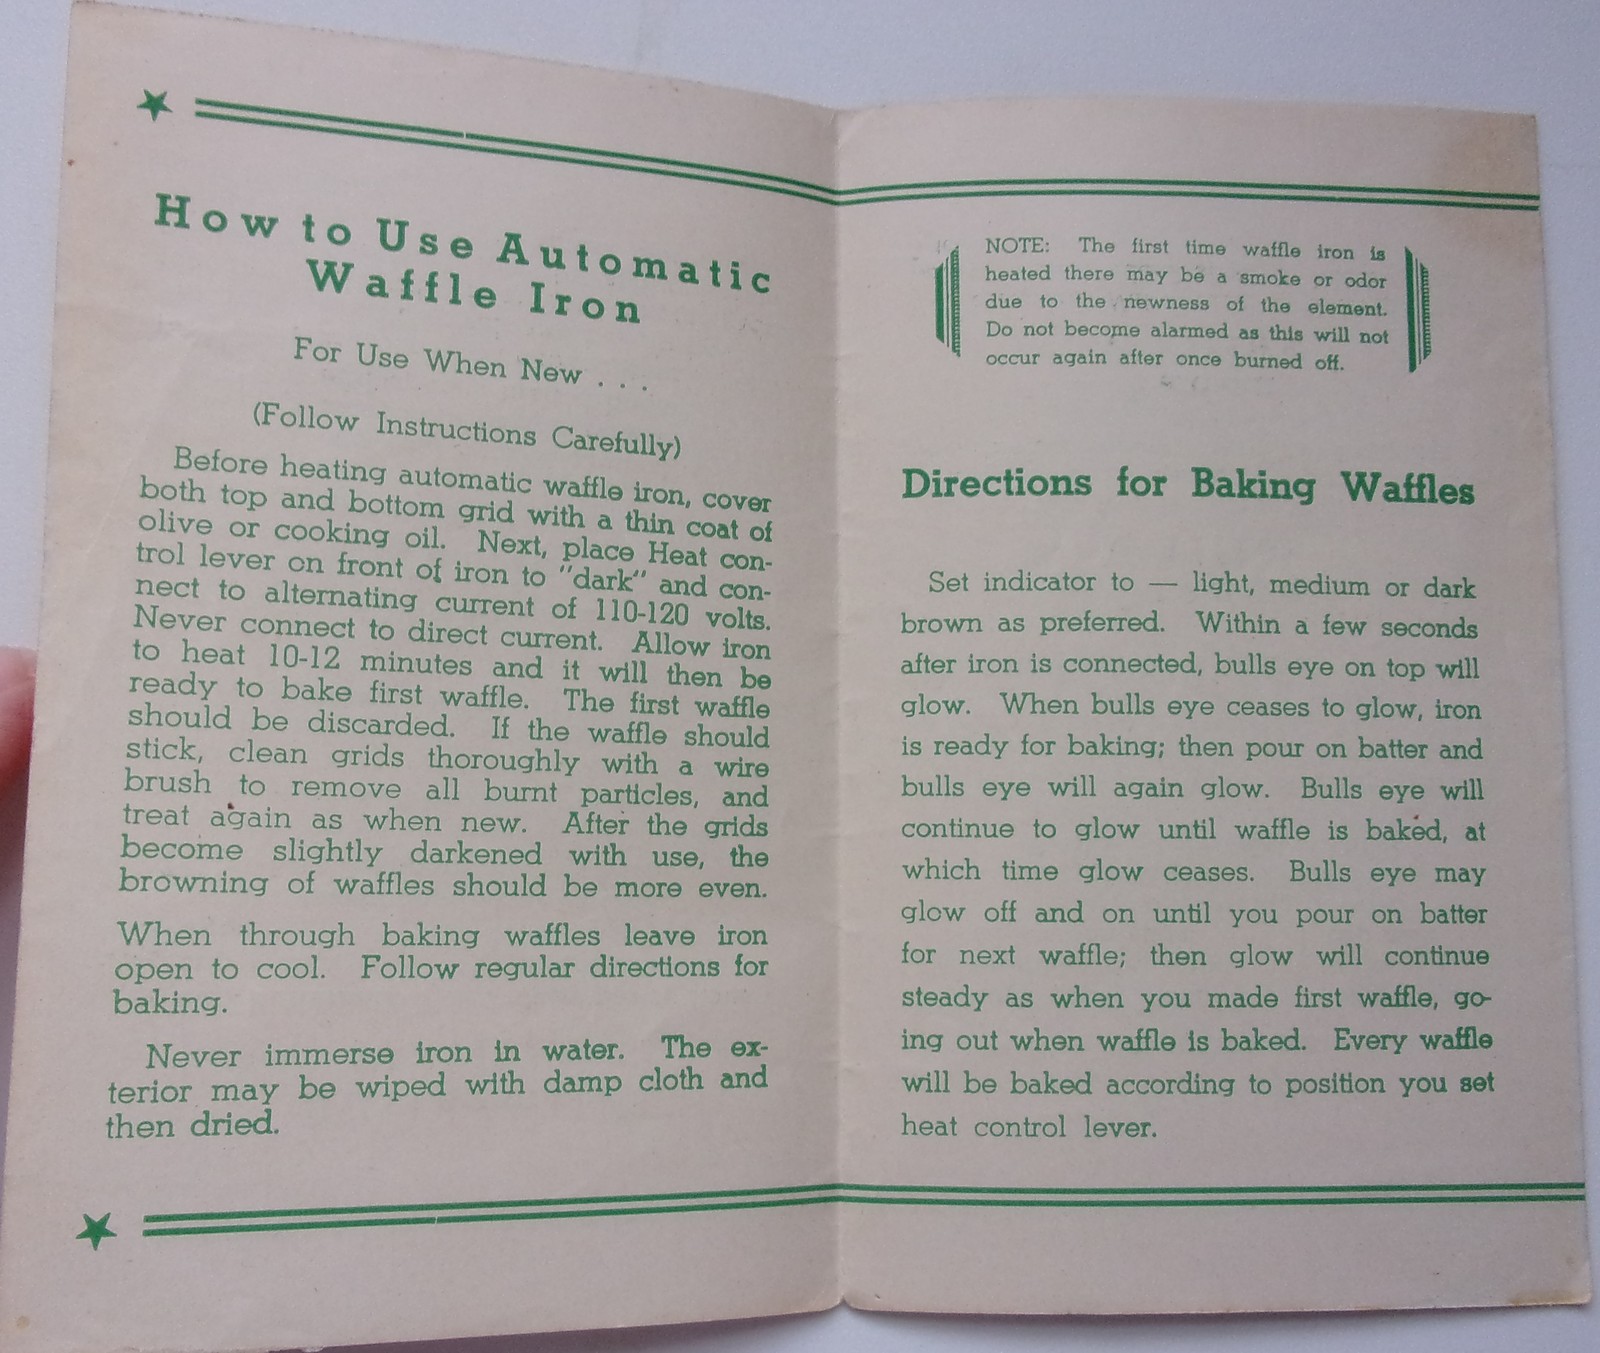 How to Use Automatic
Waffle Iron
For Use When New . . .
(Follow Instructions Carefully)
Before heating automatic waffle iron, cover
both top and bottom grid with a thin coat of
olive or cooking oil. Next, place Heat con-
trol lever on front of iron to "dark" and con-
nect to alternating current of 110-120 volts.
Never connect to direct current. Allow iron
to heat 10-12 minutes and it will then be
ready to bake first waffle. The first waffle
should be discarded. If the waffle should
stick, clean grids thoroughly with a wire
brush to remove all burnt particles, and
treat again as when new. After the grids
become slightly darkened with use, the
browning of waffles should be more even.
When through baking waffles leave iron
open to cool. Follow regular directions for
baking.
Never immerse iron in water. The ex-
terior may be wiped with damp cloth and
then dried.
NOTE: The first time waffle iron is
heated there may be a smoke or odor
due to the newness of the element.
Do not become alarmed as this will not
occur again after once burned off.
Directions for Baking Waffles
Set indicator to — light, medium or dark
brown as preferred. Within a few seconds
after iron is connected, bulls eye on top will
glow. When bulls eye ceases to glow, iron
is ready for baking; then pour on batter and
bulls eye will again glow. Bulls eye will
continue to glow until waffle is baked, at
which time glow ceases. Bulls eye may
glow off and on until you pour on batter
for next waffle; then glow will continue
steady as when you made first waffle, go-
ing out when waffle is baked. Every waffle
will be baked according to position you set
heat control lever.